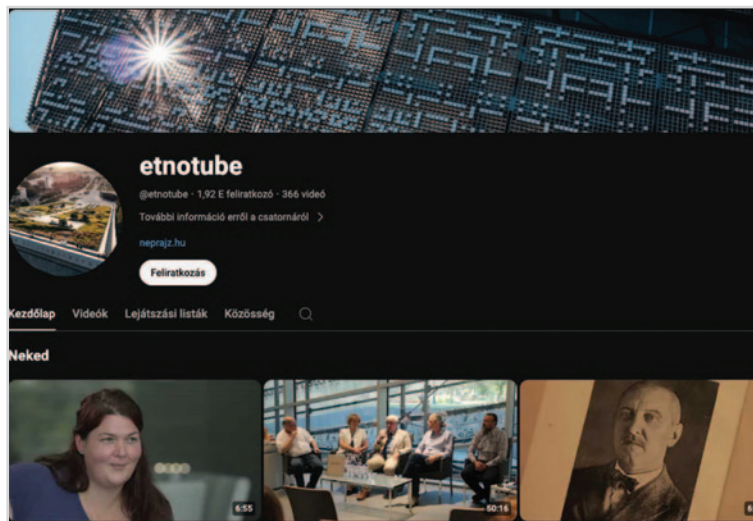 etnotube
@etnotube · 1,92 E feliratkozó · 366 videó
További információ erről a csatornáról >
neprajz.hu
Feliratkozás
Kezdőlap Videók Lejátszási listák Közösség
Neked
6:55 50:16